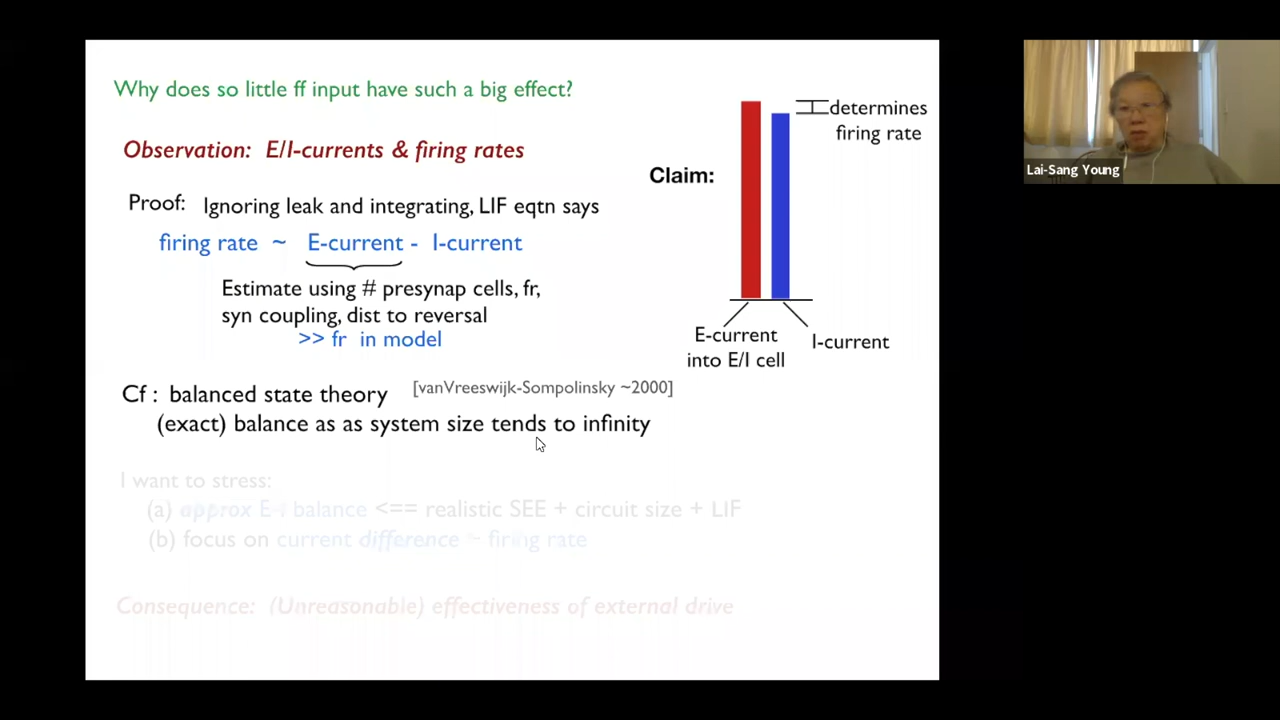 Why does so little ff input have such a big effect?
Observation: E/I-currents & firing rates
Proof: Ignoring leak and integrating, LIF eqtn says
firing rate ~ E-current - I-current
Estimate using # presynap cells, fr,
syn coupling, dist to reversal
>> fr in model
Claim:
determines
firing rate
E-current
into E/I cell
I-current
Cf : balanced state theory [vanVreeswijk-Sompolinsky ~2000]
(exact) balance as as system size tends to infinity
I want to stress:
(a) approx E-I balance <== realistic SEE + circuit size + LIF
(b) focus on current difference ~ firing rate
Consequence: (Unreasonable) effectiveness of external drive
Lai-Sang Young